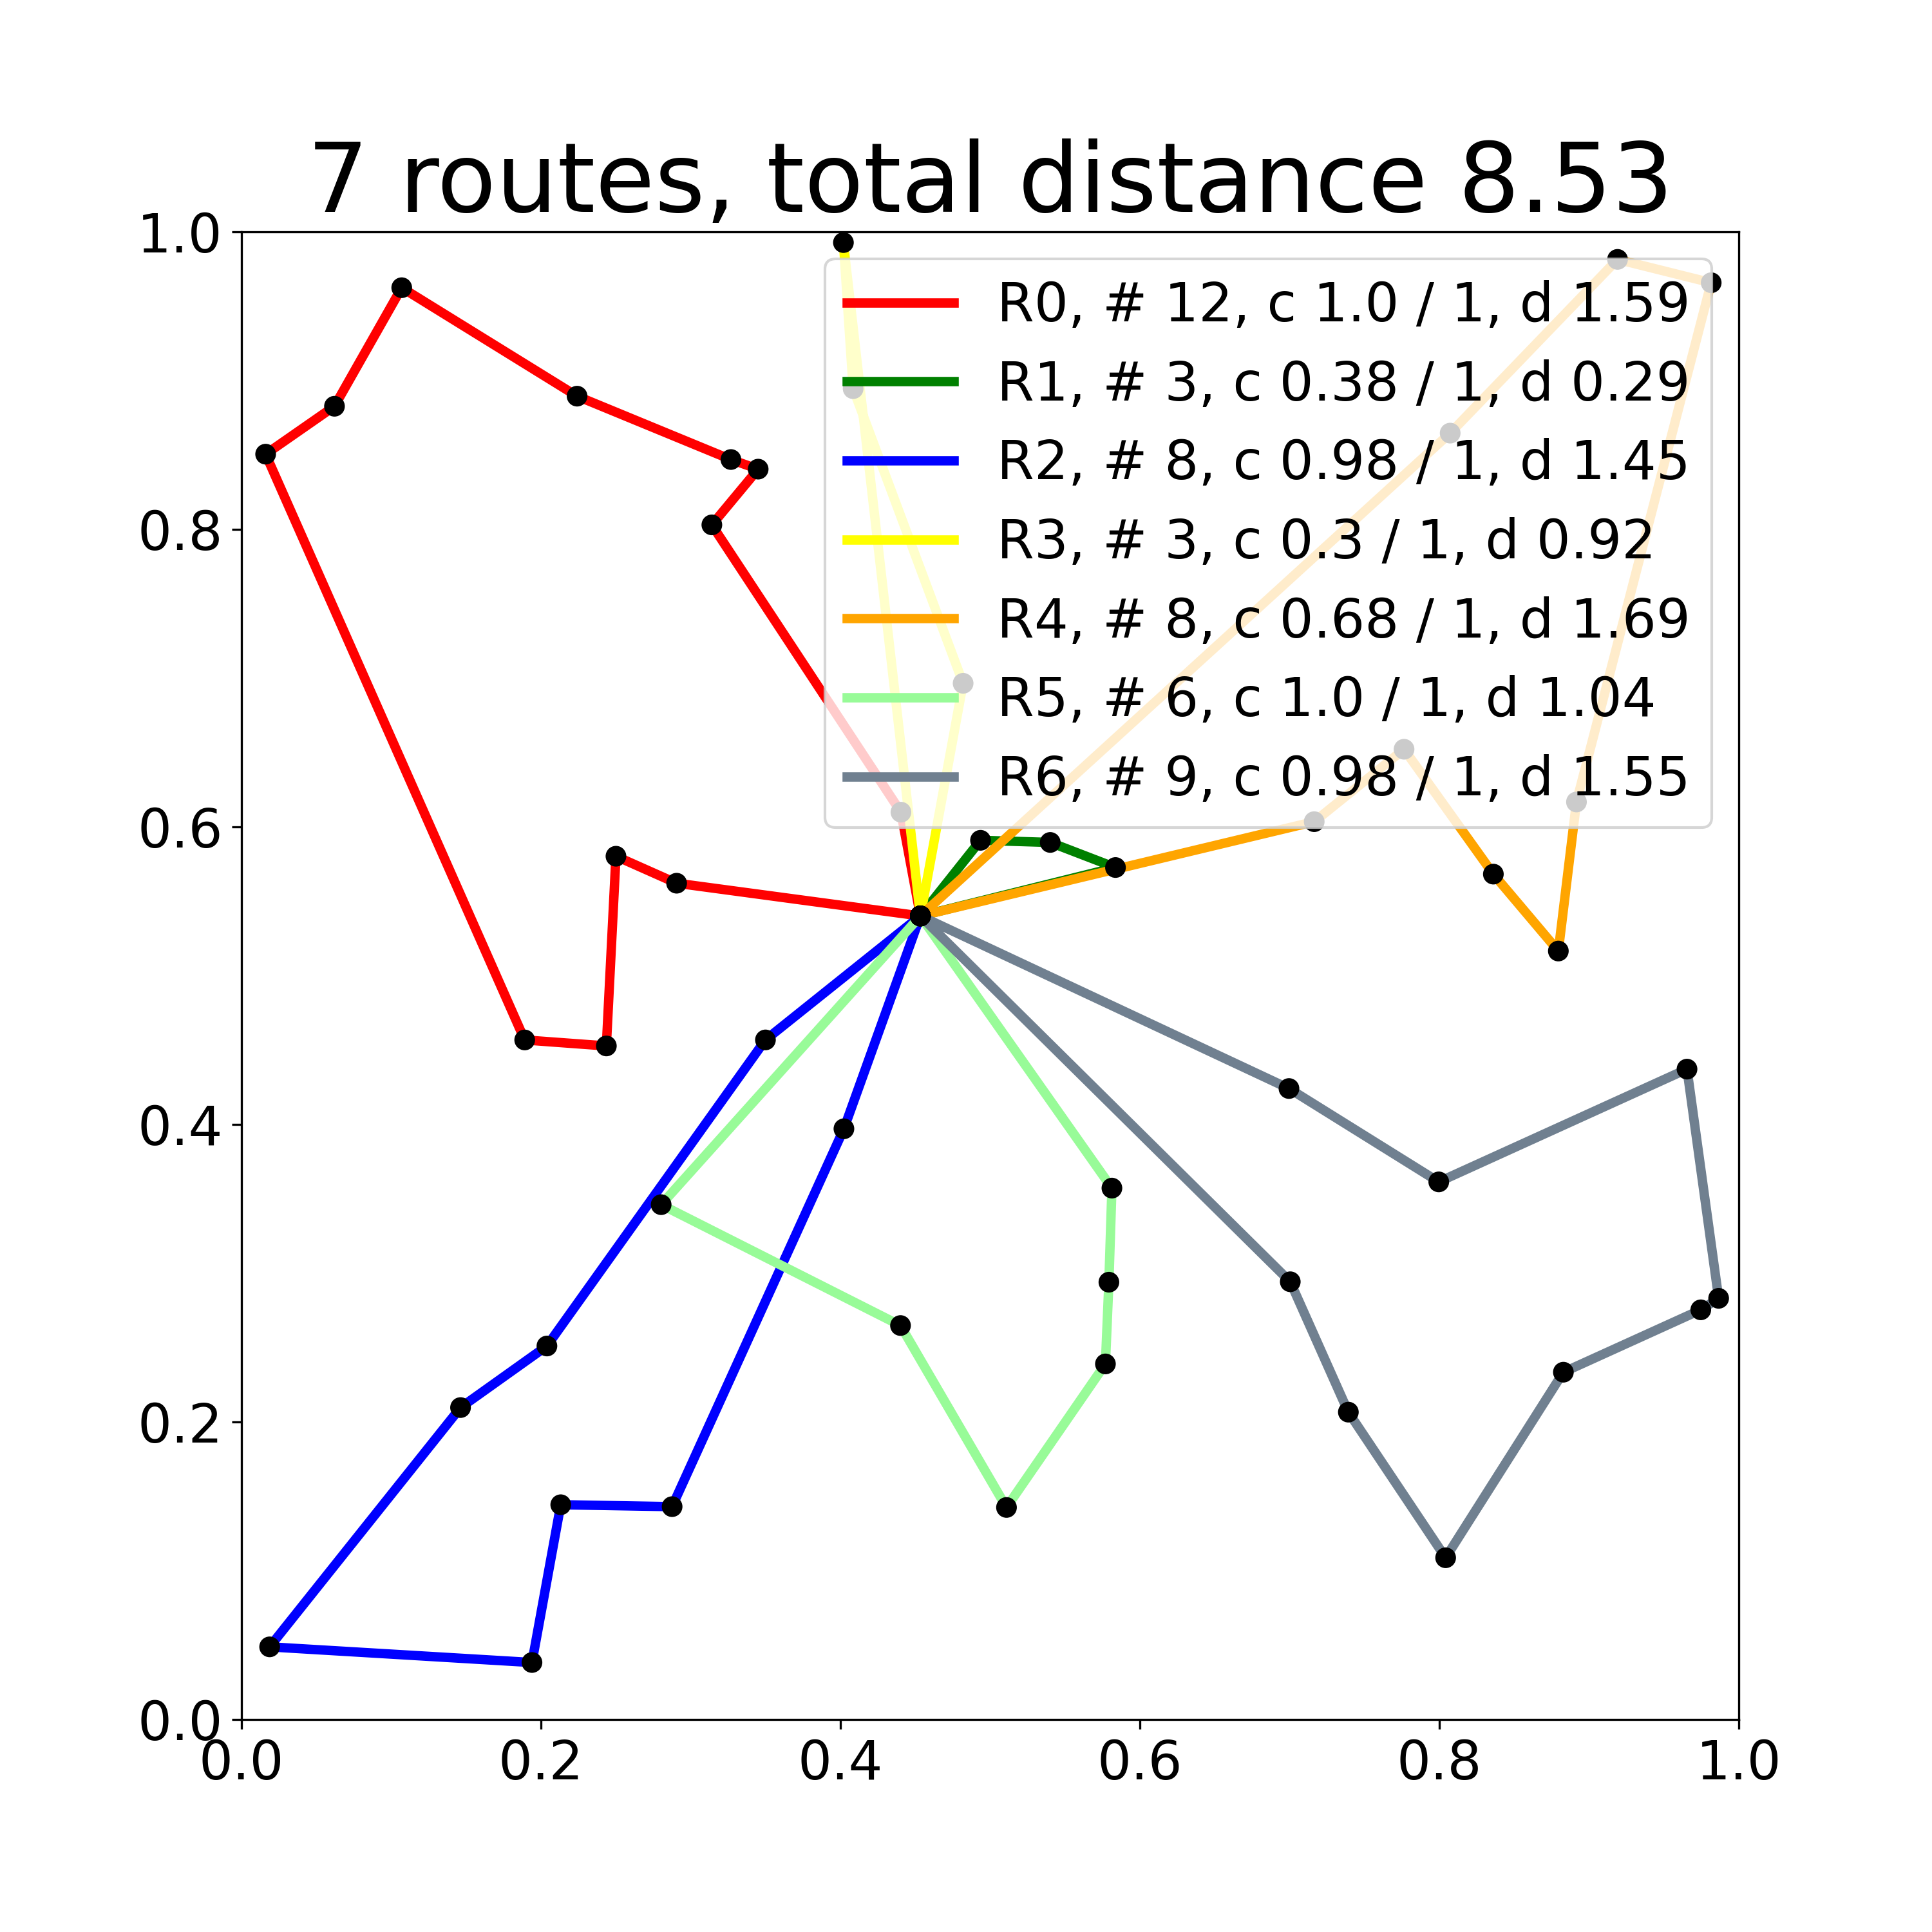 7 routes, total distance 8.53
1.0
0.8
0.6
0.4
0.2
0.0
R0, # 12, c 1.0 / 1, d 1.59
R1, # 3, c 0.38 / 1, d 0.29
R2, # 8, c 0.98 / 1, d 1.45
R3, # 3, c 0.3 / 1, d 0.92
R4, # 8, c 0.68 / 1, d 1.69
R5, # 6, c 1.0 / 1, d 1.04
R6, # 9, c 0.98 / 1, d 1.55
0.0 0.2 0.4 0.6 0.8 1.0